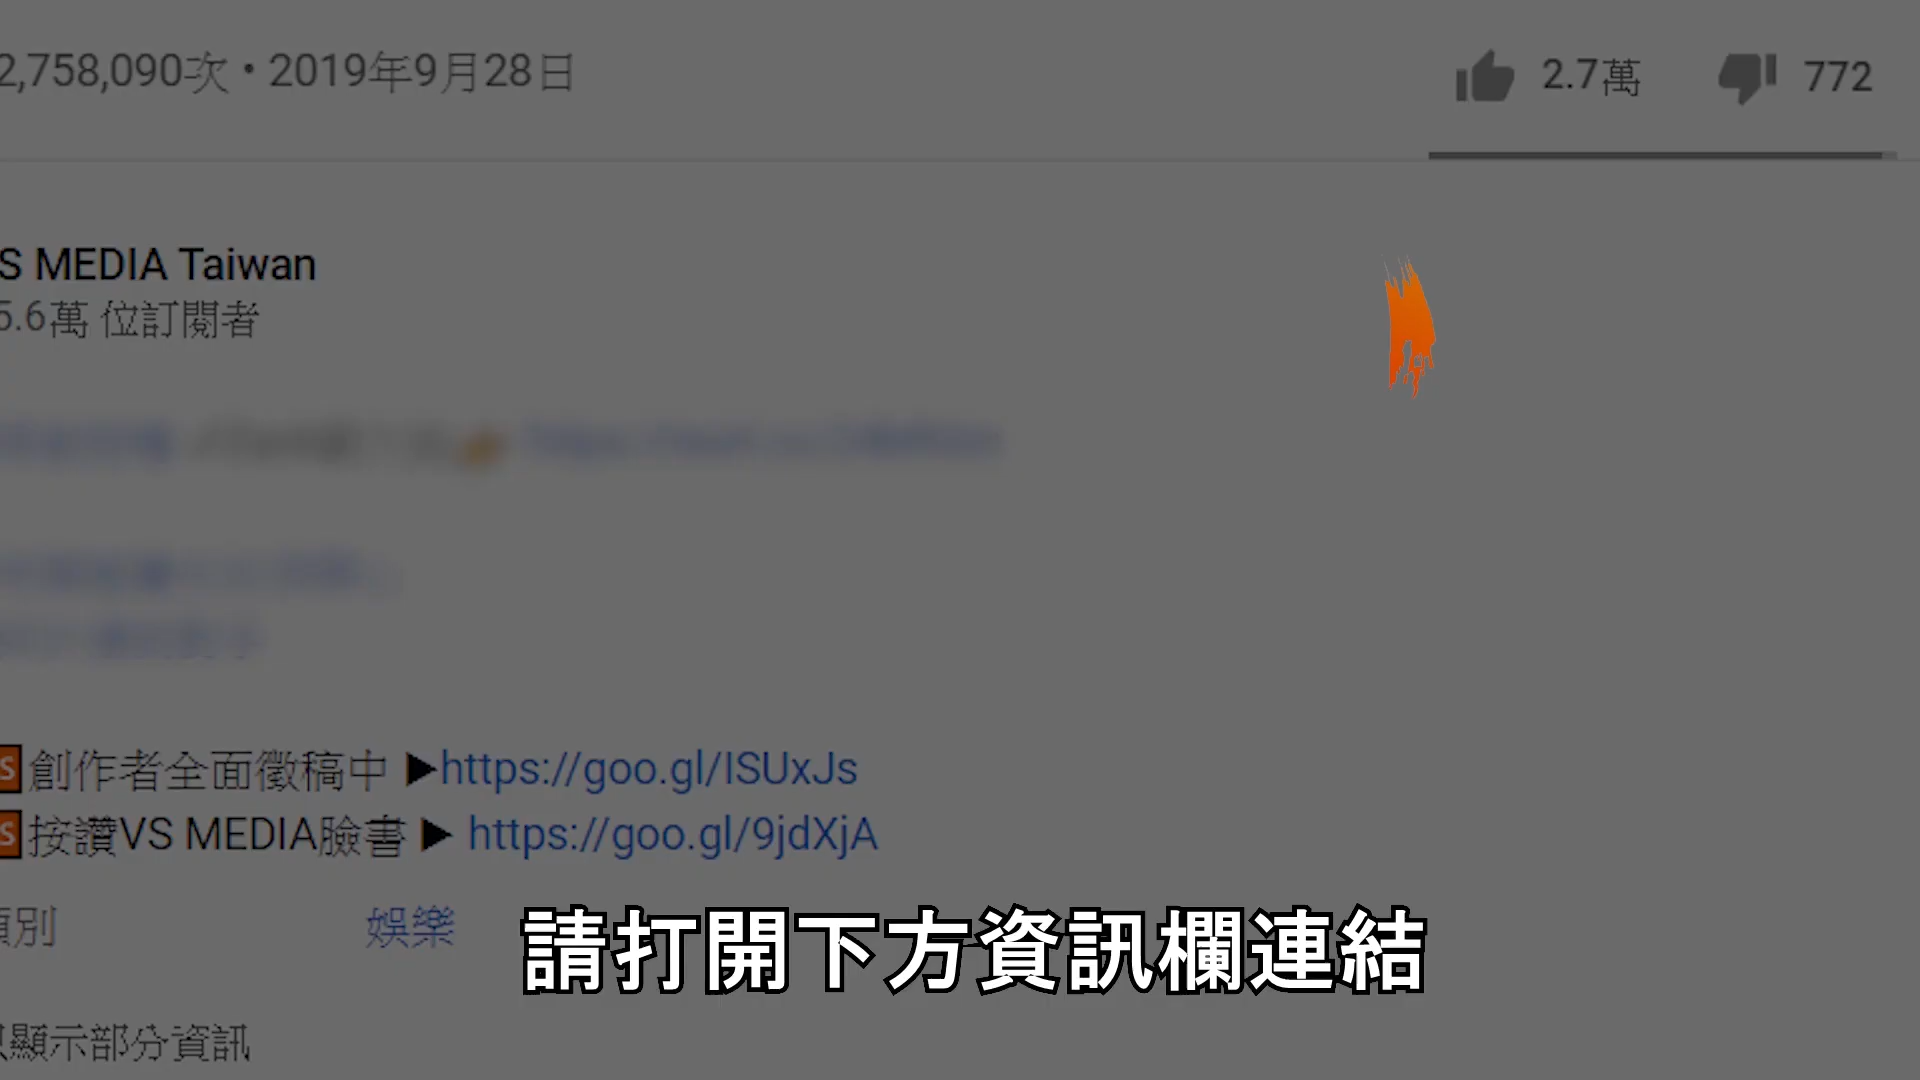 2,758,090次 • 2019年9月28日
2.7萬
772
S MEDIA Taiwan
5.6萬 位訂閱者
創作者全面徵稿中 ▶https://goo.gl/ISUxJs
按讚VS MEDIA臉書 ▶ https://goo.gl/9jdXjA
類別 娛樂
請打開下方資訊欄連結
只顯示部分資訊